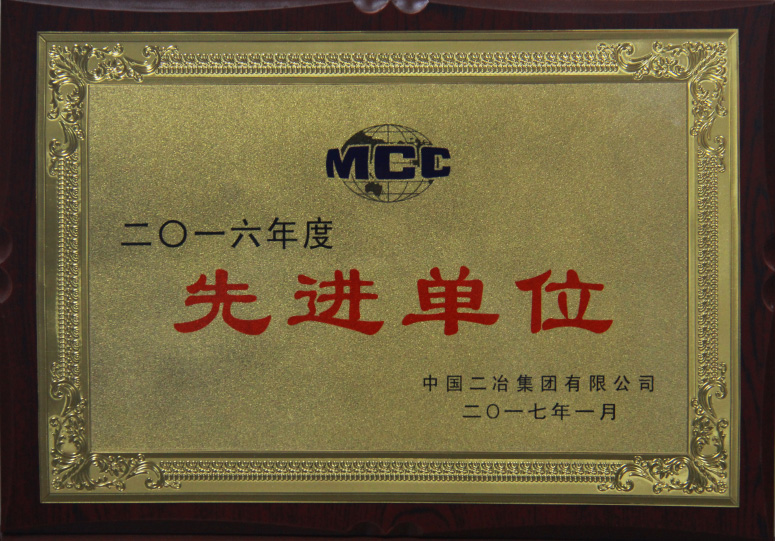 MCC
二〇一六年度
先进单位
中国二冶集团有限公司
二〇一七年一月